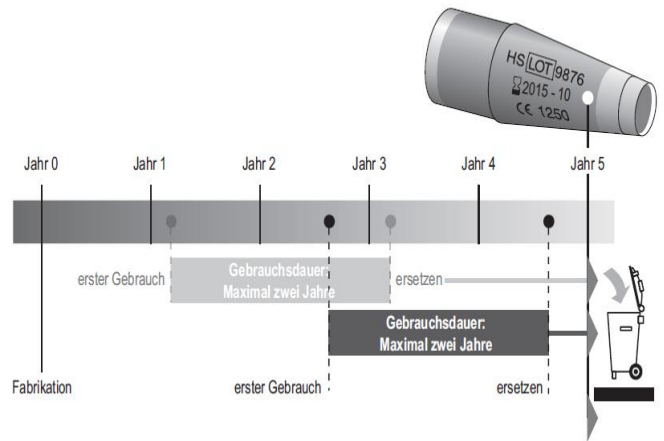 HS LOT 9876
2015 - 10
CE 1250
Jahr 0 Jahr 1 Jahr 2 Jahr 3 Jahr 4 Jahr 5
erster Gebrauch
Gebrauchsdauer:
Maximal zwei Jahre
ersetzen
Gebrauchsdauer:
Maximal zwei Jahre
Fabrikation
erster Gebrauch
ersetzen